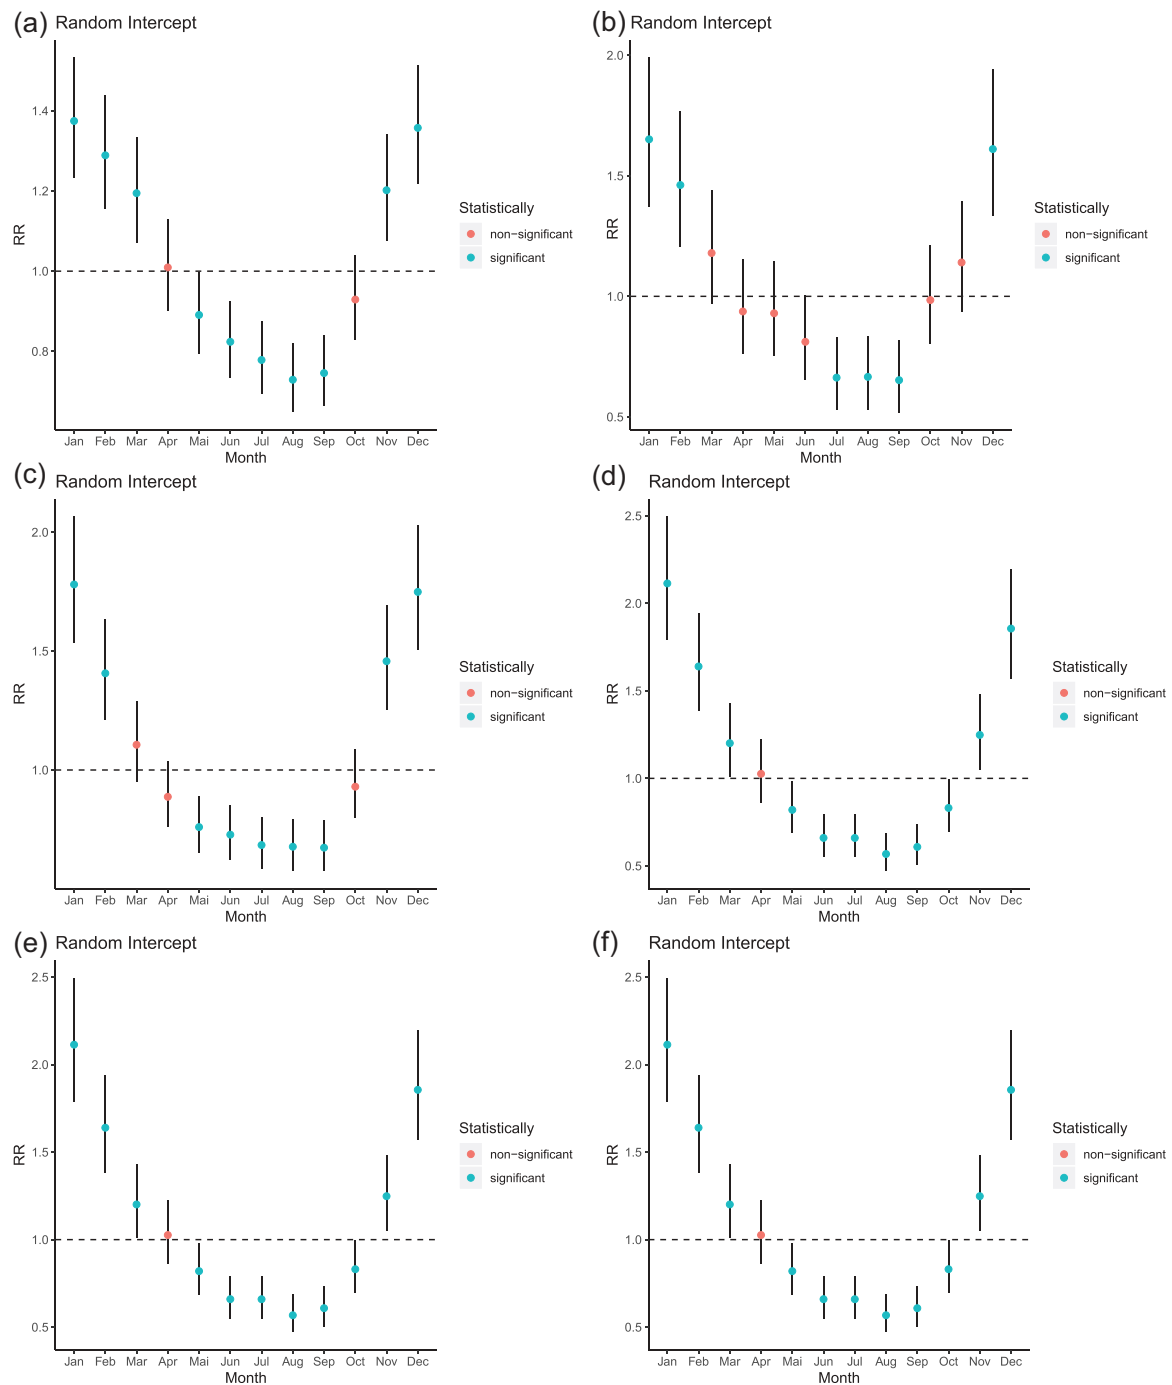 (a) Random Intercept
1.4
1.2
1.0
0.8
RR
Jan Feb Mar Apr Mai Jun Jul Aug Sep Oct Nov Dec
Month
Statistically
non−significant
significant
(b) Random Intercept
2.0
1.5
1.0
0.5
RR
Jan Feb Mar Apr Mai Jun Jul Aug Sep Oct Nov Dec
Month
Statistically
non−significant
significant
(c) Random Intercept
2.0
1.5
1.0
RR
Jan Feb Mar Apr Mai Jun Jul Aug Sep Oct Nov Dec
Month
Statistically
non−significant
significant
(d) Random Intercept
2.5
2.0
1.5
1.0
0.5
RR
Jan Feb Mar Apr Mai Jun Jul Aug Sep Oct Nov Dec
Month
Statistically
non−significant
significant
(e) Random Intercept
2.5
2.0
1.5
1.0
0.5
RR
Jan Feb Mar Apr Mai Jun Jul Aug Sep Oct Nov Dec
Month
Statistically
non−significant
significant
(f) Random Intercept
2.5
2.0
1.5
1.0
0.5
RR
Jan Feb Mar Apr Mai Jun Jul Aug Sep Oct Nov Dec
Month
Statistically
non−significant
significant